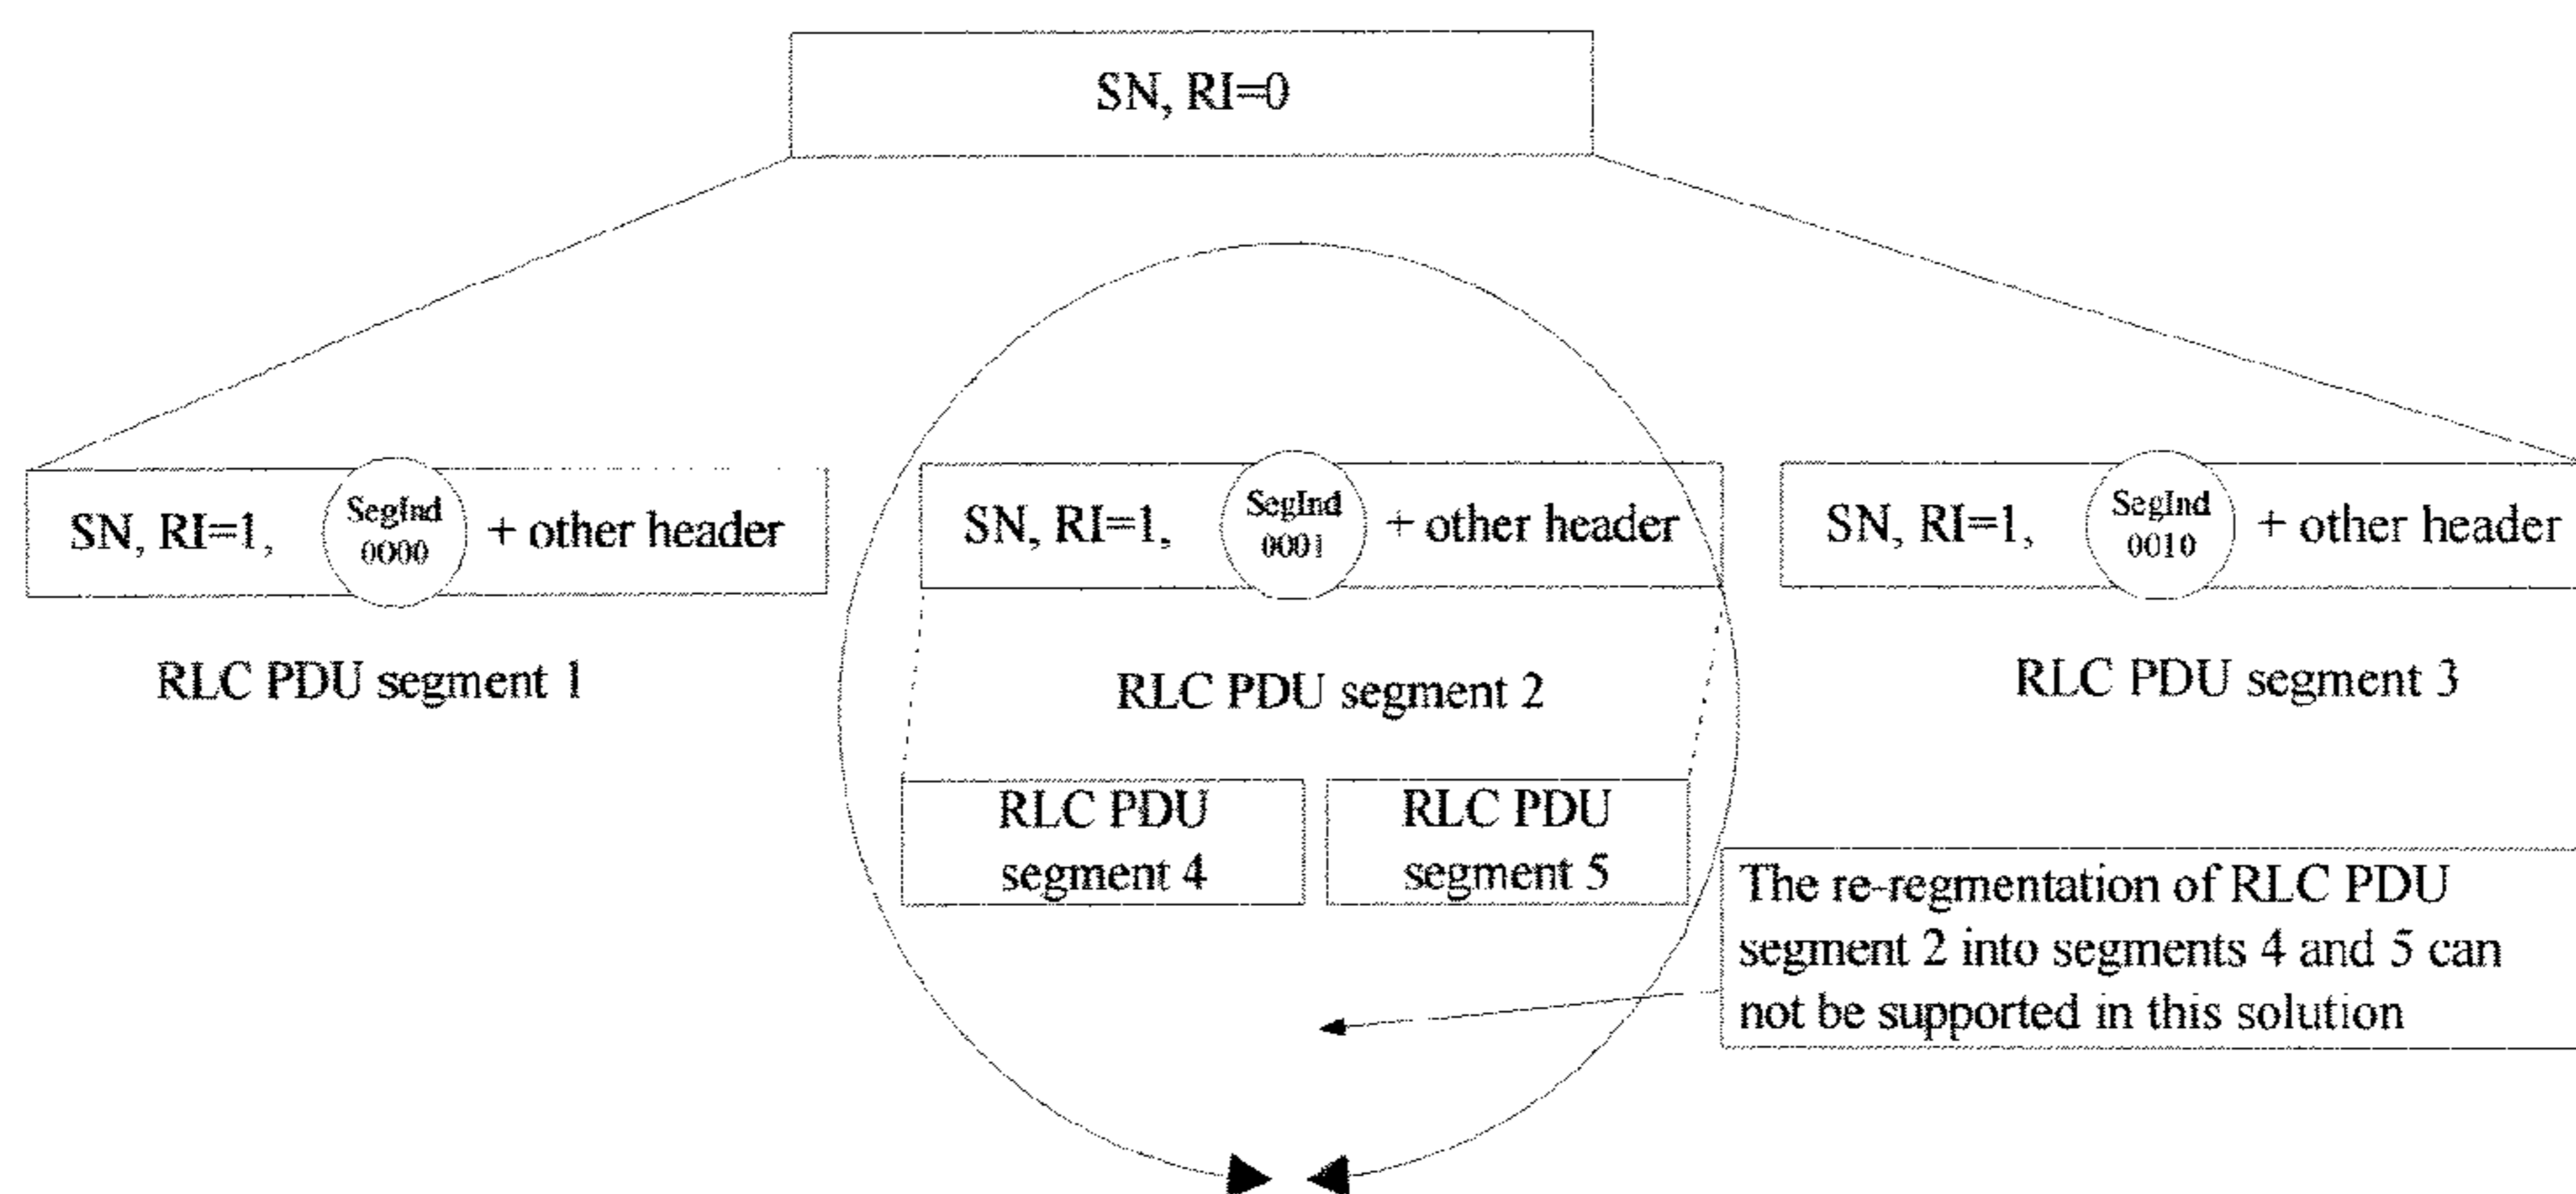 SN, RI=0
SN, RI=1, SegInd 0000 + other header
SN, RI=1, SegInd 0001 + other header
SN, RI=1, SegInd 0010 + other header
RLC PDU segment 1
RLC PDU segment 2
RLC PDU segment 3
RLC PDU
segment 4
RLC PDU
segment 5
The re-regmentation of RLC PDU
segment 2 into segments 4 and 5 can
not be supported in this solution